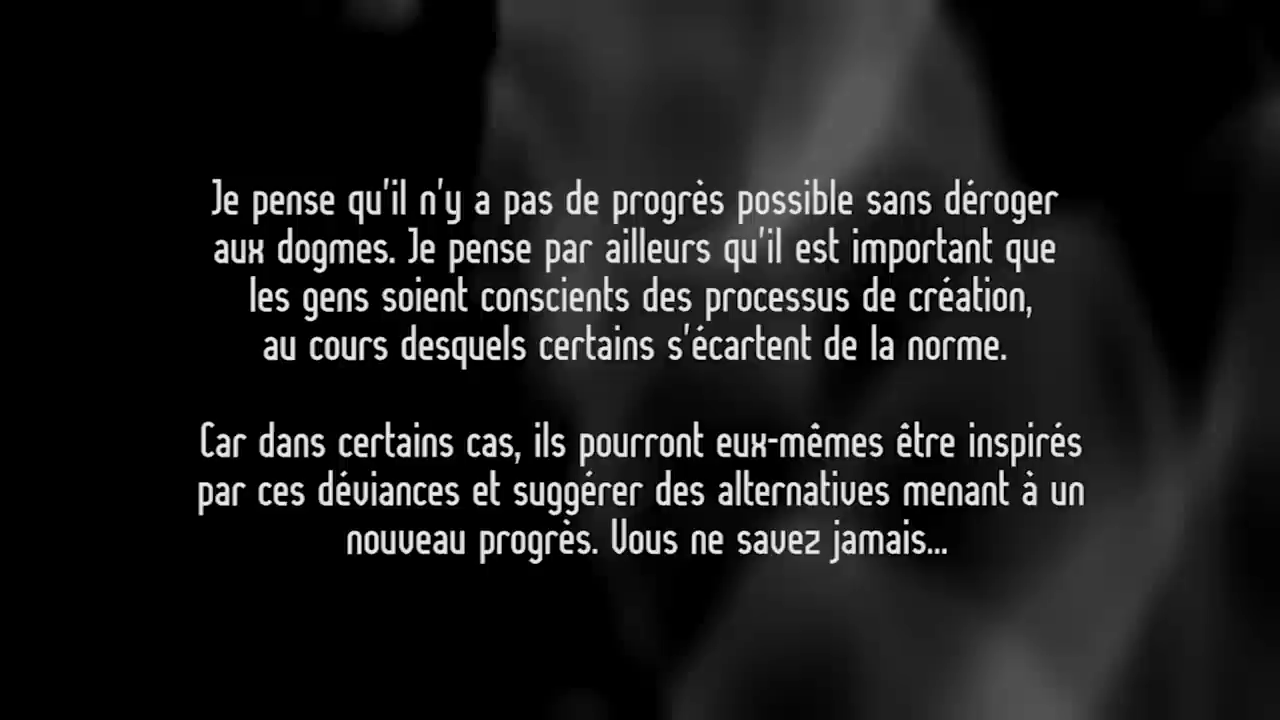 Je pense qu'il n'y a pas de progrès possible sans déroger
aux dogmes. Je pense par ailleurs qu'il est important que
les gens soient conscients des processus de création,
au cours desquels certains s'écartent de la norme.
Car dans certains cas, ils pourront eux-mêmes être inspirés
par ces déviances et suggérer des alternatives menant à un
nouveau progrès. Vous ne savez jamais...